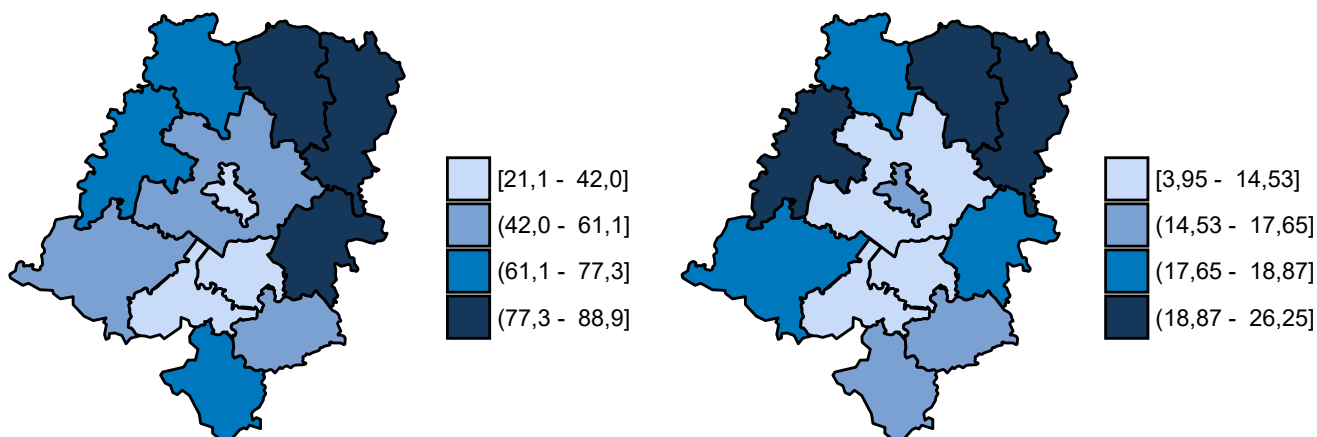 [21,1 - 42,0]
(42,0 - 61,1]
(61,1 - 77,3]
(77,3 - 88,9]
[3,95 - 14,53]
(14,53 - 17,65]
(17,65 - 18,87]
(18,87 - 26,25]